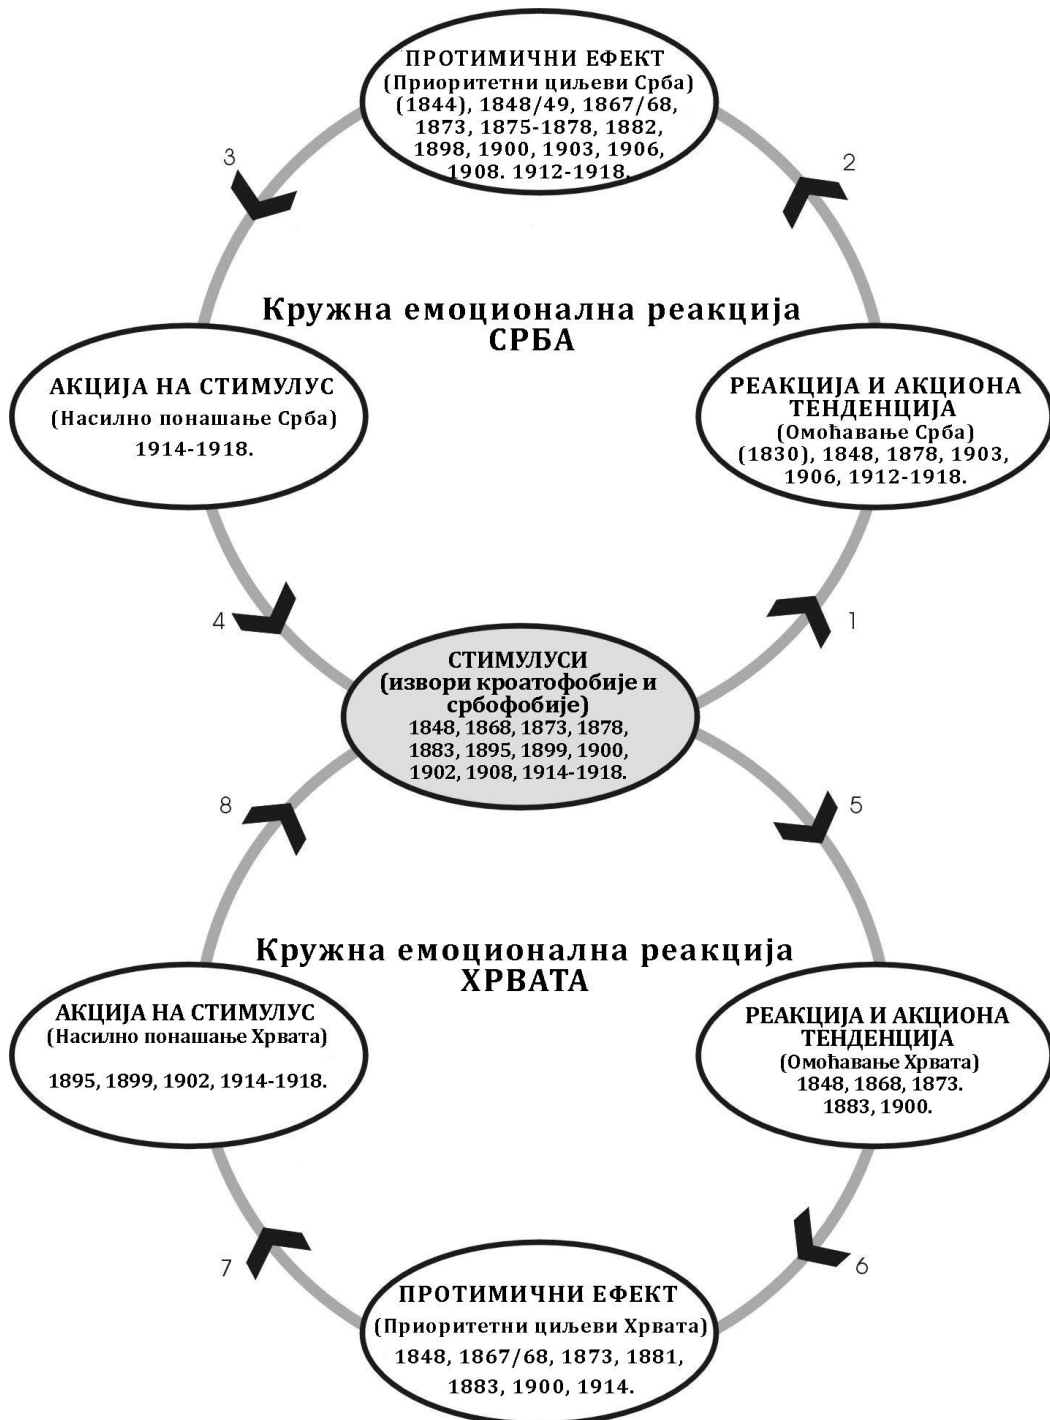 ПРОТИМИЧНИ ЕФЕКТ
(Приоритетни циљеви Срба)
(1844), 1848/49, 1867/68,
1873, 1875-1878, 1882,
1898, 1900, 1903, 1906,
1908. 1912-1918.
3
2
Кружна емоционална реакција
СРБА
АКЦИЈА НА СТИМУЛУС
(Насилно понашање Срба)
1914-1918.
РЕАКЦИЈА И АКЦИОНА
ТЕНДЕНЦИЈА
(Омоћавање Срба)
(1830), 1848, 1878, 1903,
1906, 1912-1918.
4
1
СТИМУЛУСИ
(извори кроатофобије и
србофобије)
1848, 1868, 1873, 1878,
1883, 1895, 1899, 1900,
1902, 1908, 1914-1918.
8
5
Кружна емоционална реакција
ХРВАТА
АКЦИЈА НА СТИМУЛУС
(Насилно понашање Хрвата)
1895, 1899, 1902, 1914-1918.
РЕАКЦИЈА И АКЦИОНА
ТЕНДЕНЦИЈА
(Омоћавање Хрвата)
1848, 1868, 1873.
1883, 1900.
7
6
ПРОТИМИЧНИ ЕФЕКТ
(Приоритетни циљеви Хрвата)
1848, 1867/68, 1873, 1881,
1883, 1900, 1914.